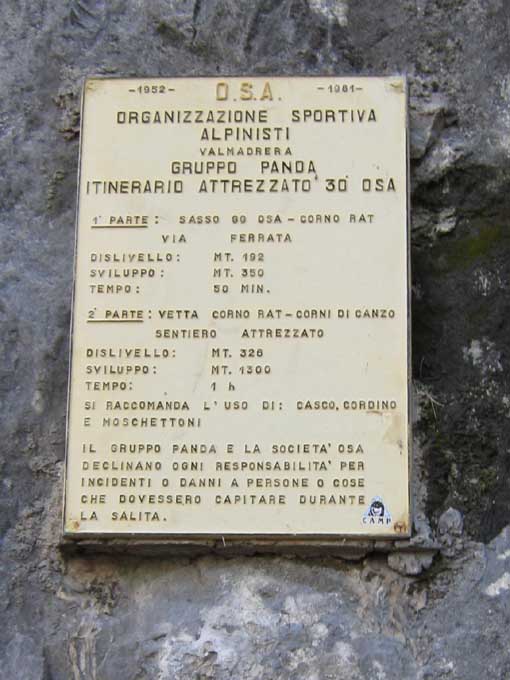 -1952- O.S.A. -1981-
ORGANIZZAZIONE SPORTIVA
ALPINISTI
VALMADRERA
GRUPPO PANDA
ITINERARIO ATTREZZATO 30° OSA
1ª PARTE: SASSO GG OSA - CORNO RAT
VIA FERRATA
DISLIVELLO: MT. 192
SVILUPPO: MT. 350
TEMPO: 50 MIN.
2ª PARTE: VETTA CORNO RAT-CORNI DI CANZO
SENTIERO ATTREZZATO
DISLIVELLO: MT. 326
SVILUPPO: MT. 1300
TEMPO: 1 h
SI RACCOMANDA L'USO DI: CASCO, CORDINO
E MOSCHETTONI
IL GRUPPO PANDA E LA SOCIETA' OSA
DECLINANO OGNI RESPONSABILITA' PER
INCIDENTI O DANNI A PERSONE O COSE
CHE DOVESSERO CAPITARE DURANTE
LA SALITA.
CAMP